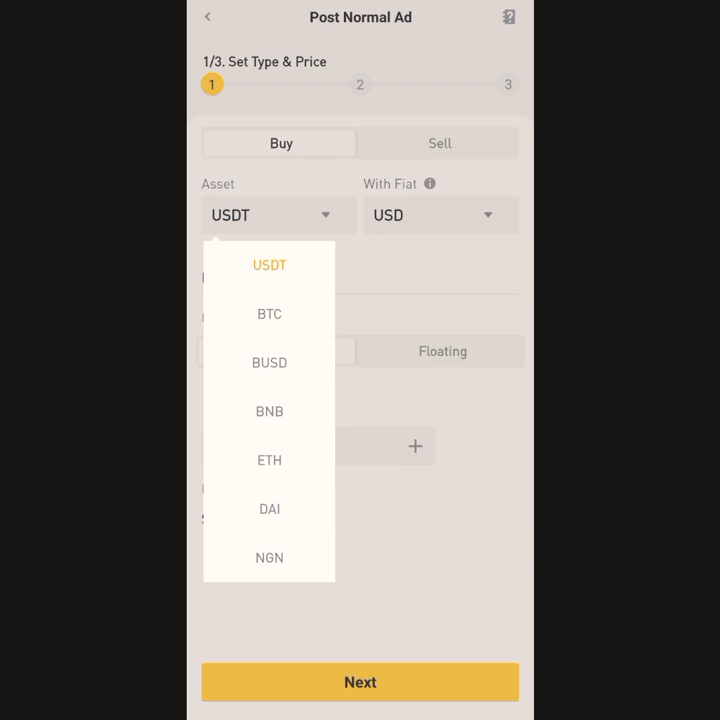 Post Normal Ad
1/3. Set Type & Price
1 2 3
Buy Sell
Asset With Fiat
USDT USD
USDT
BTC
BUSD
BNB
ETH
DAI
NGN
Floating
Next